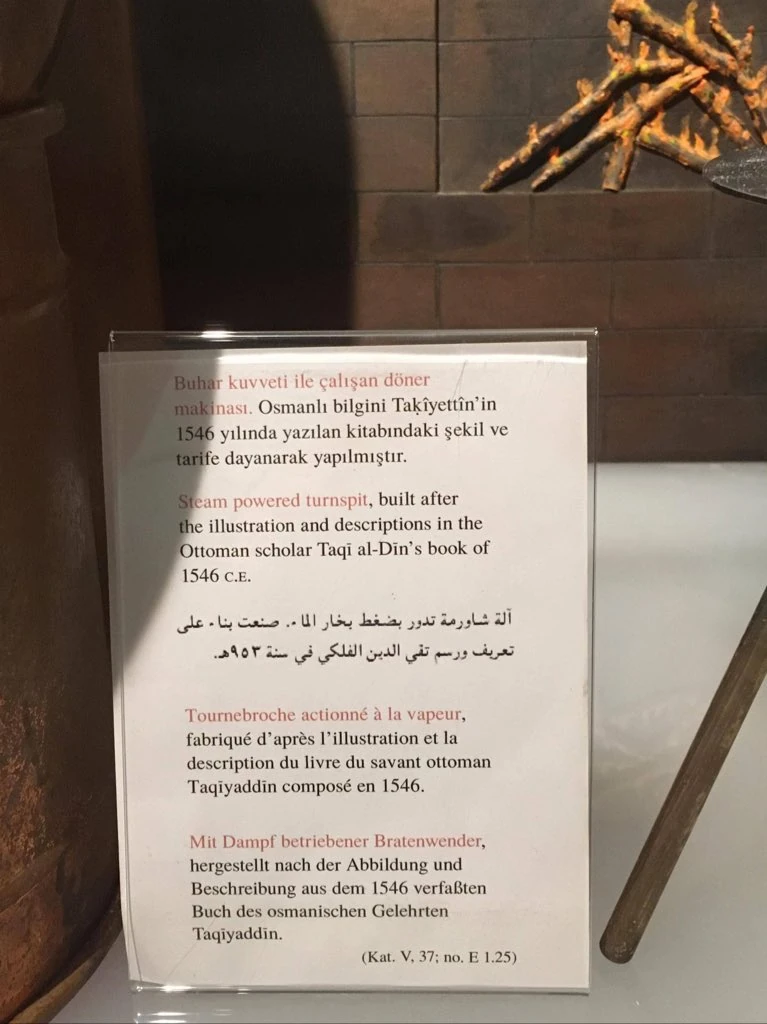 Buhar kuvveti ile çalışan döner
makinası. Osmanlı bilgini Taḳîyettîn'in
1546 yılında yazılan kitabındaki şekil ve
tarife dayanarak yapılmıştır.
Steam powered turnspit, built after
the illustration and descriptions in the
Ottoman scholar Taqī al-Dīn's book of
1546 C.E.
آلة شاورمة تدور بضغط بخار الماء. صنعت بناء على
تعريف ورسم تقي الدين الفلكي في سنة ٩٥٣هـ.
Tournebroche actionné à la vapeur,
fabriqué d'après l'illustration et la
description du livre du savant ottoman
Taqīyaddīn composé en 1546.
Mit Dampf betriebener Bratenwender,
hergestellt nach der Abbildung und
Beschreibung aus dem 1546 verfaßten
Buch des osmanischen Gelehrten
Taqīyaddīn.
(Kat. V, 37; no. E 1.25)